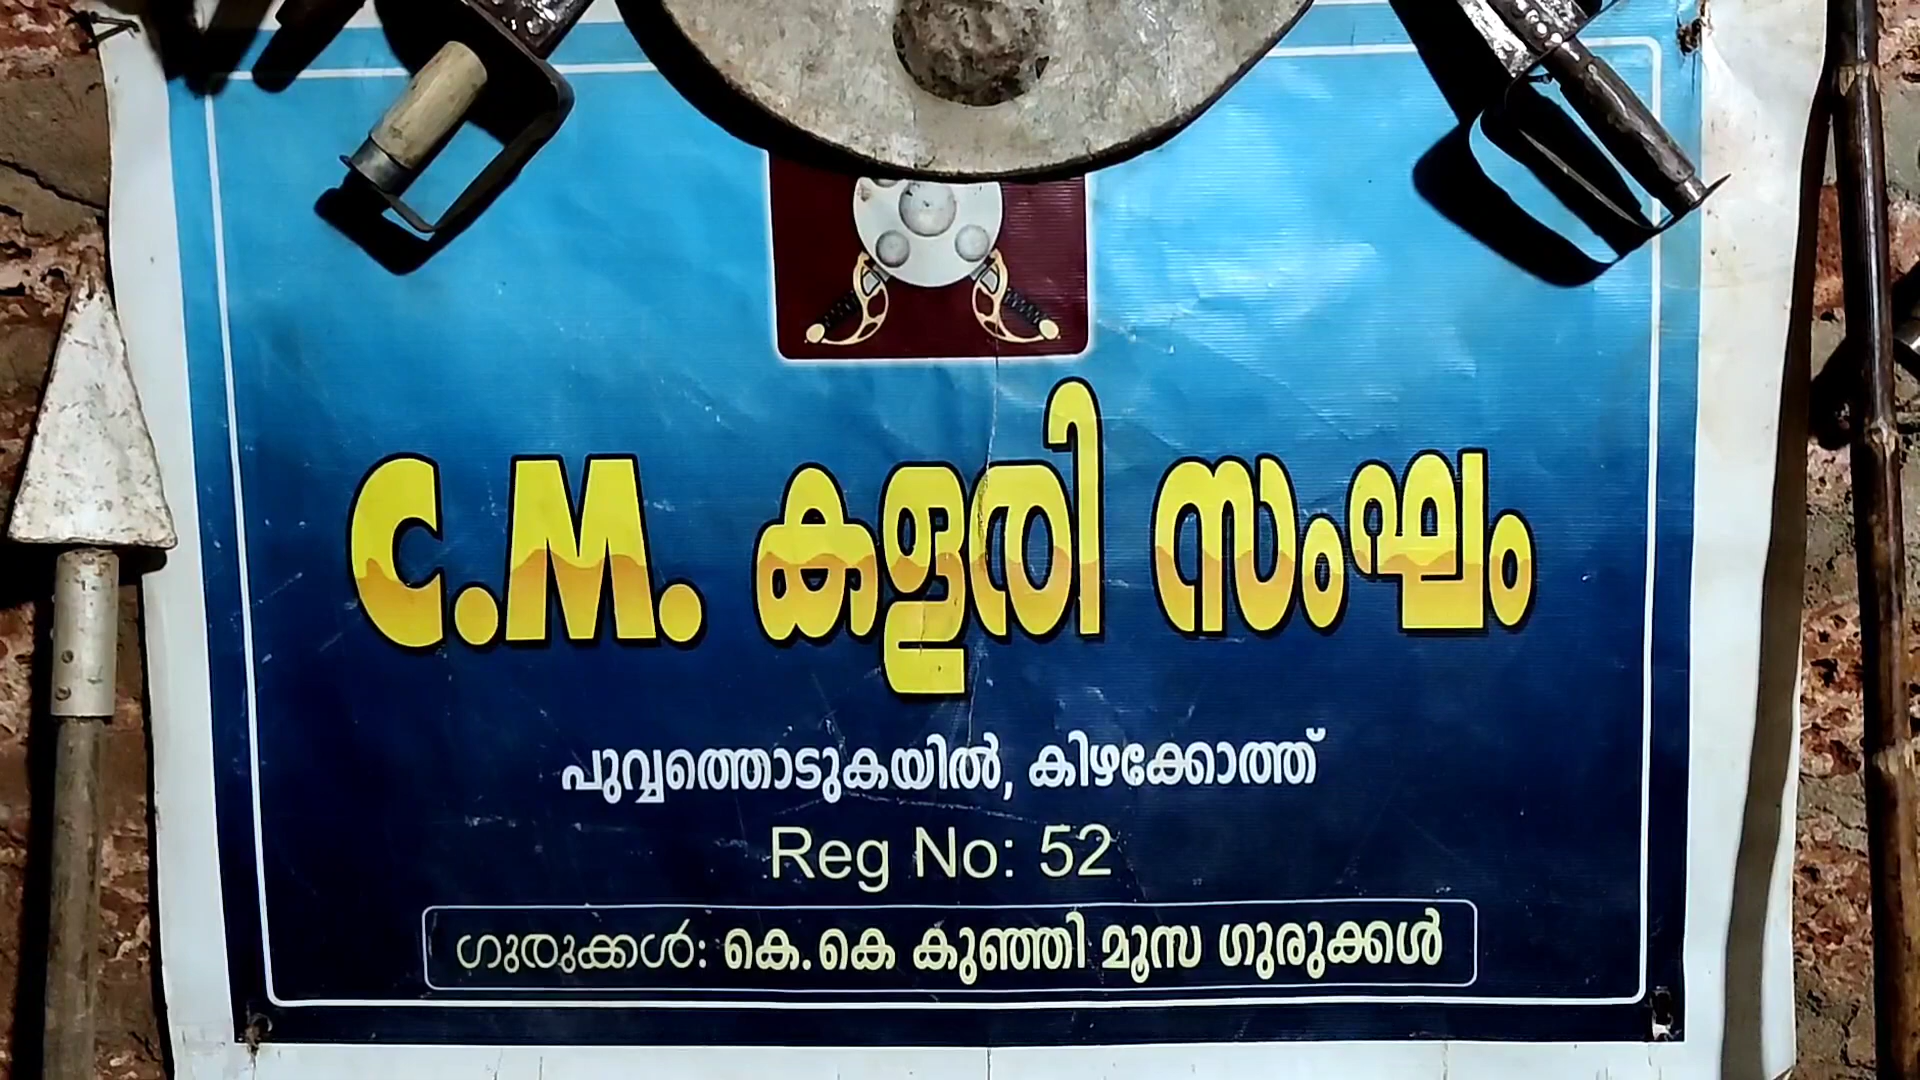 C.M. കളരി സംഘം
പുവ്വത്തൊടുകയിൽ, കിഴക്കോത്ത്
Reg No: 52
ഗുരുക്കൾ: കെ.കെ കുഞ്ഞി മൂസ ഗുരുക്കൾ